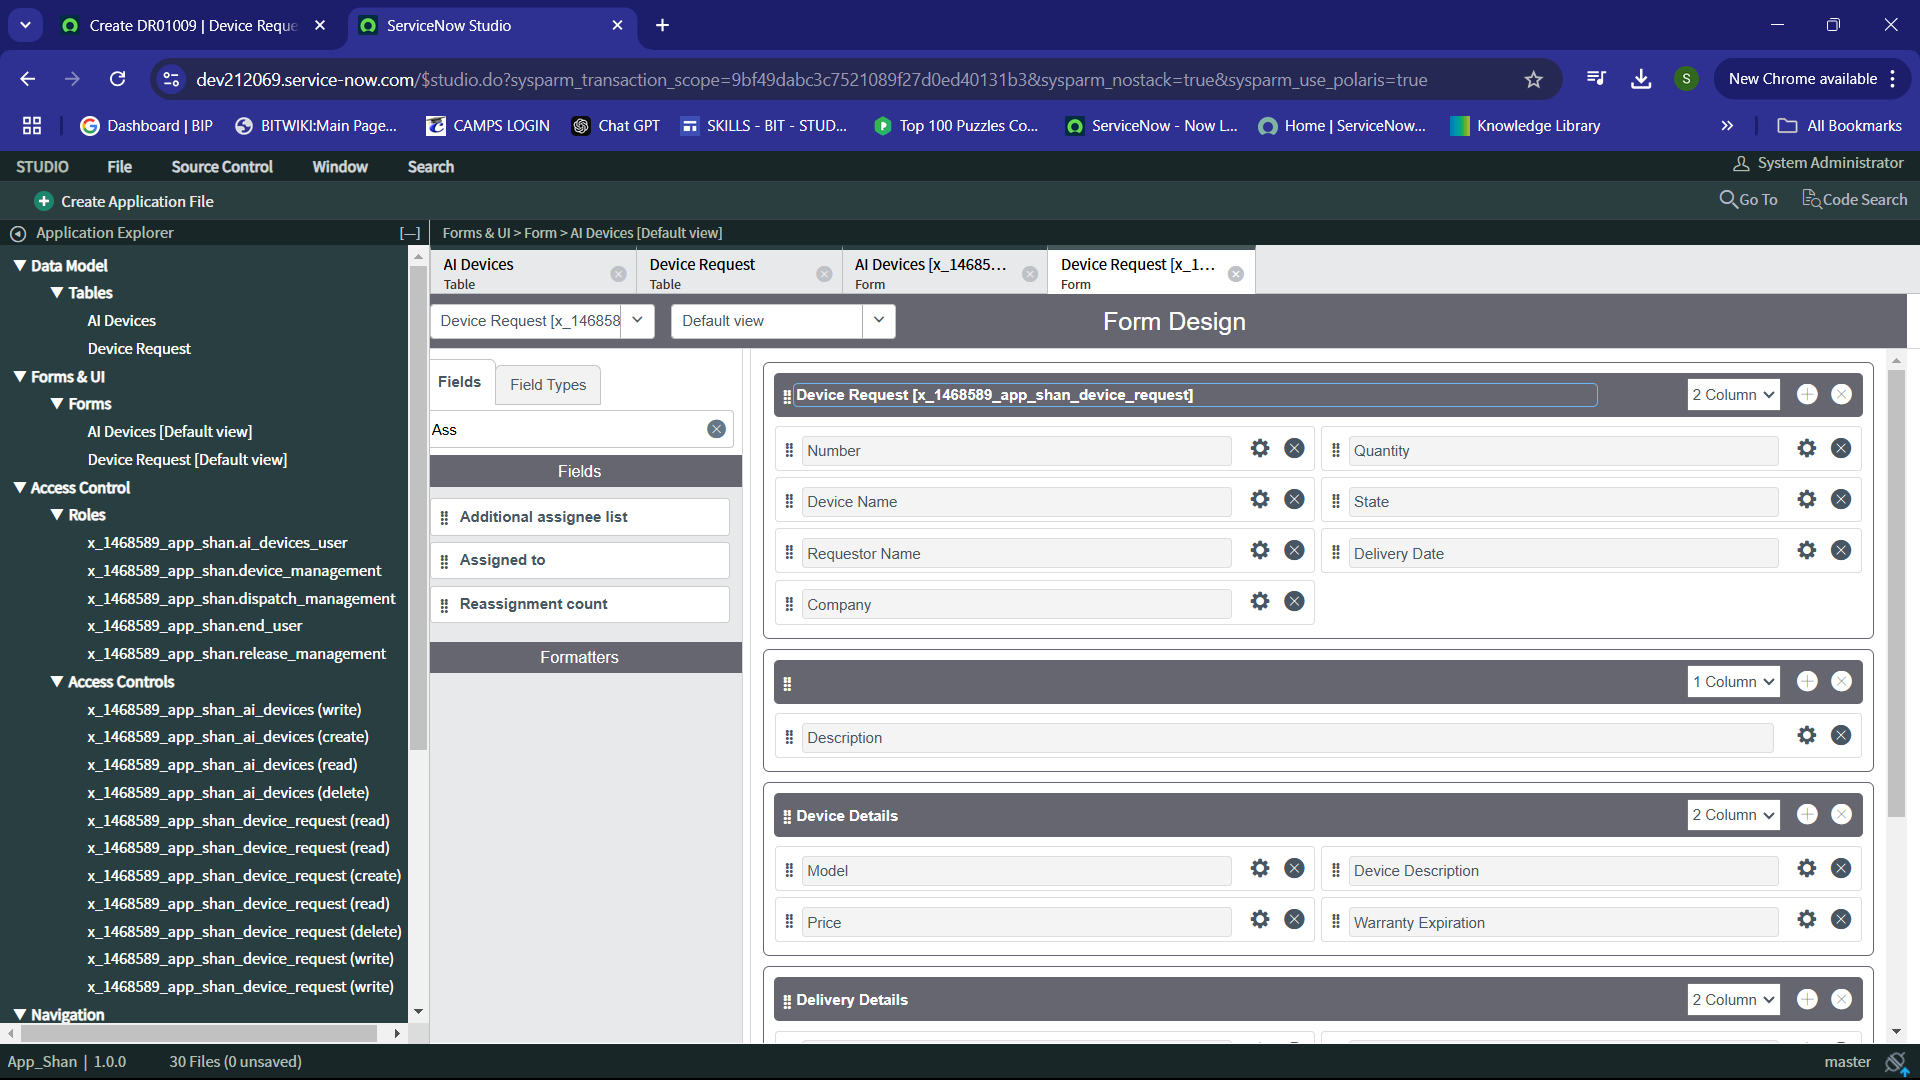 Create DR01009 | Device Reque
ServiceNow Studio
dev212069.service-now.com/$studio.do?sysparm_transaction_scope=9bf49dabc3c7521089f27d0ed40131b3&sysparm_nostack=true&sysparm_use_polaris=true
S
New Chrome available
Dashboard | BIP
BITWIKI:Main Page...
CAMPS LOGIN
Chat GPT
SKILLS - BIT - STUD...
Top 100 Puzzles Co...
ServiceNow - Now L...
Home | ServiceNow...
Knowledge Library
All Bookmarks
STUDIO
File
Source Control
Window
Search
System Administrator
Create Application File
Go To
Code Search
Application Explorer
[—]
Forms & UI > Form > AI Devices [Default view]
Data Model
Tables
AI Devices
Device Request
Forms & UI
Forms
AI Devices [Default view]
Device Request [Default view]
Access Control
Roles
x_1468589_app_shan.ai_devices_user
x_1468589_app_shan.device_management
x_1468589_app_shan.dispatch_management
x_1468589_app_shan.end_user
x_1468589_app_shan.release_management
Access Controls
x_1468589_app_shan_ai_devices (write)
x_1468589_app_shan_ai_devices (create)
x_1468589_app_shan_ai_devices (read)
x_1468589_app_shan_ai_devices (delete)
x_1468589_app_shan_device_request (read)
x_1468589_app_shan_device_request (read)
x_1468589_app_shan_device_request (create)
x_1468589_app_shan_device_request (read)
x_1468589_app_shan_device_request (delete)
x_1468589_app_shan_device_request (write)
x_1468589_app_shan_device_request (write)
Navigation
AI Devices
Table
Device Request
Table
AI Devices [x_14685...
Form
Device Request [x_1...
Form
Device Request [x_146858
Default view
Form Design
Fields
Field Types
Ass
Fields
Additional assignee list
Assigned to
Reassignment count
Formatters
Device Request [x_1468589_app_shan_device_request]
2 Column
Number
Quantity
Device Name
State
Requestor Name
Delivery Date
Company
1 Column
Description
Device Details
2 Column
Model
Device Description
Price
Warranty Expiration
Delivery Details
2 Column
App_Shan | 1.0.0
30 Files (0 unsaved)
master